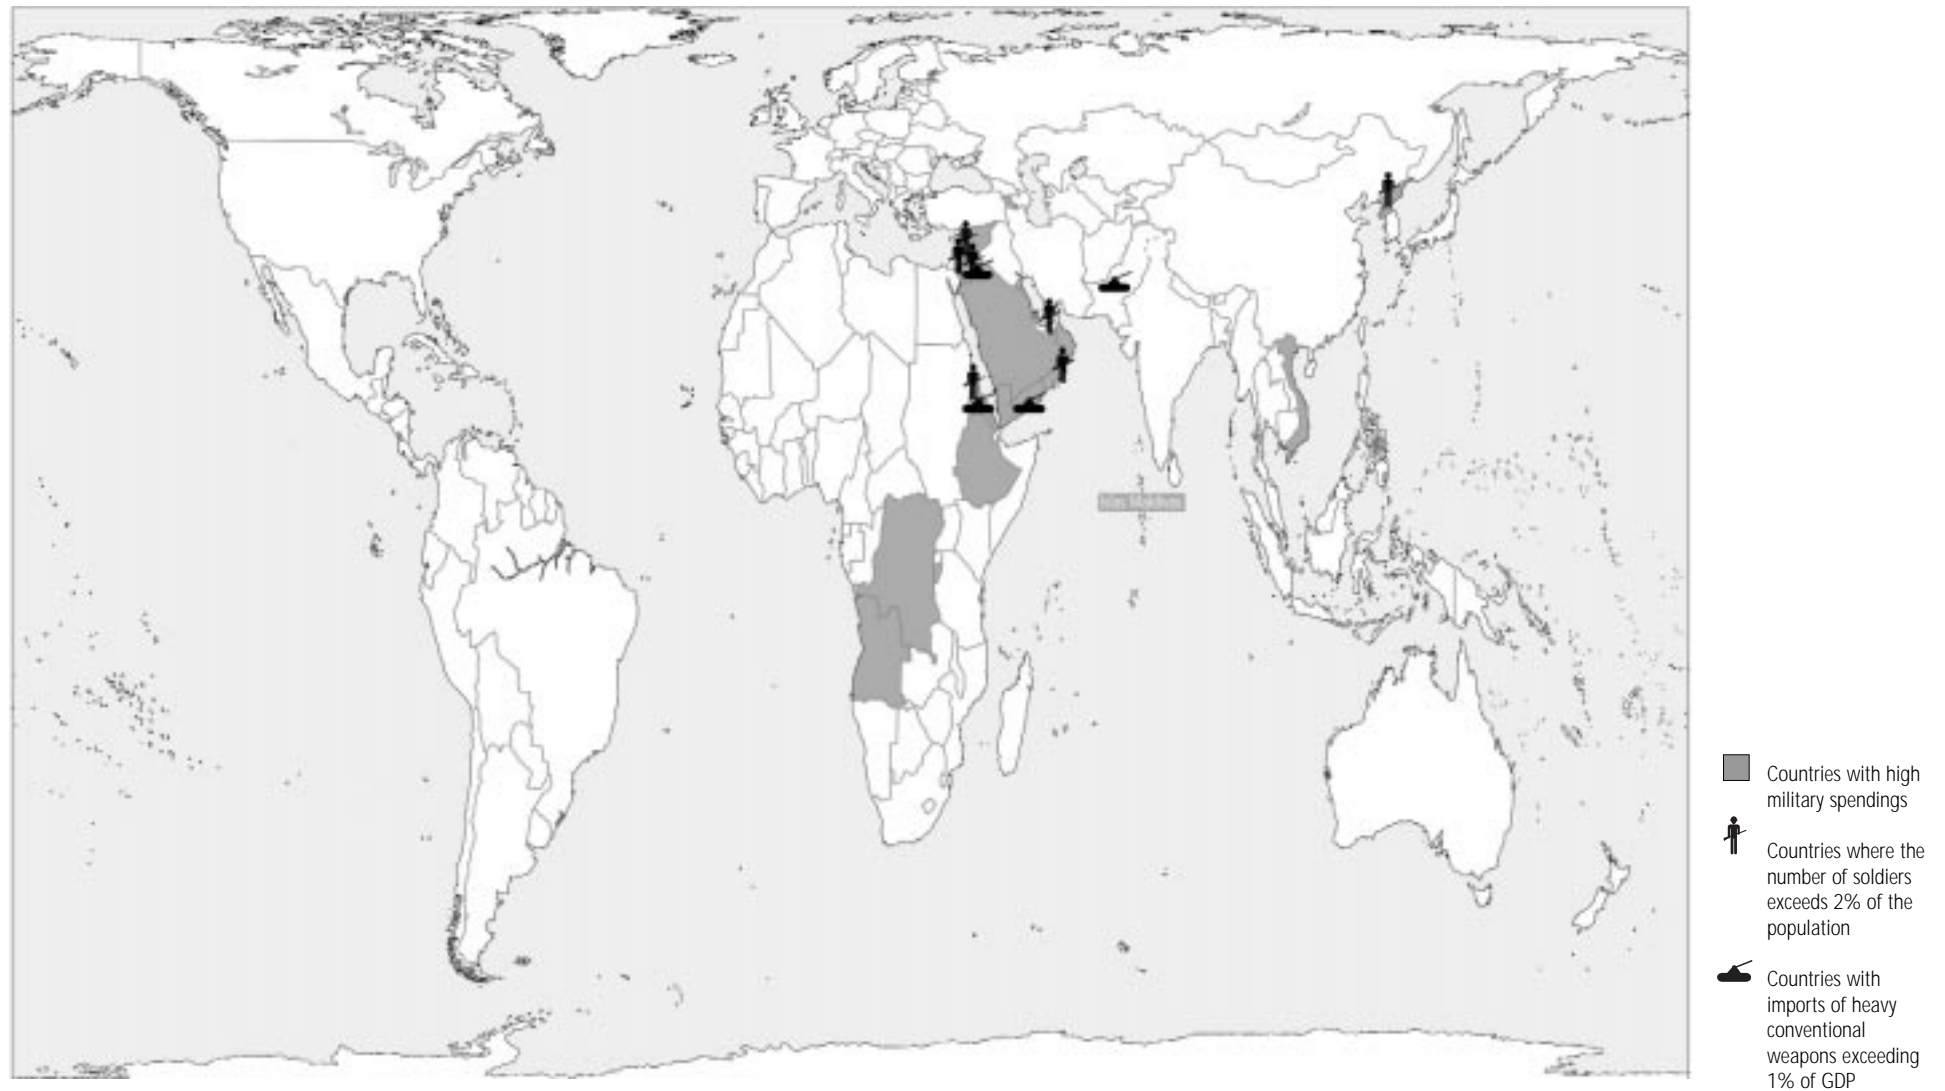 Countries with high
military spendings
Countries where the
number of soldiers
exceeds 2% of the
population
Countries with
imports of heavy
conventional
weapons exceeding
1% of GDP